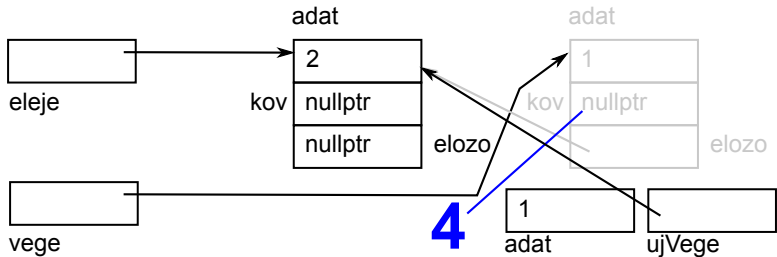 adat
adat
2
1
eleje
kov
nullptr
kov
nullptr
nullptr
elozo
elozo
4
1
vege
adat
ujVege